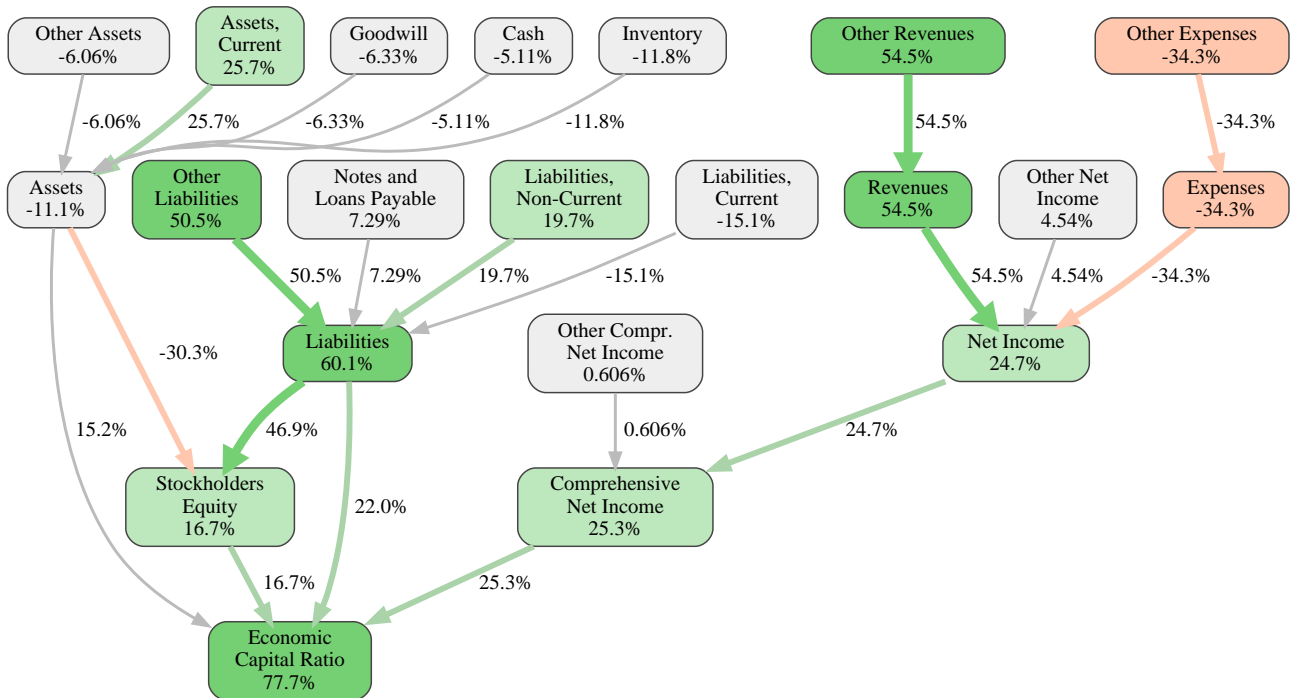 Other Assets
-6.06%
Assets,
Current
25.7%
Goodwill
-6.33%
Cash
-5.11%
Inventory
-11.8%
Other Revenues
54.5%
Other Expenses
-34.3%
-6.06%
25.7%
-6.33%
-5.11%
-11.8%
54.5%
-34.3%
Assets
-11.1%
Other
Liabilities
50.5%
Notes and
Loans Payable
7.29%
Liabilities,
Non-Current
19.7%
Liabilities,
Current
-15.1%
Revenues
54.5%
Other Net
Income
4.54%
Expenses
-34.3%
50.5%
7.29%
19.7%
-15.1%
54.5%
4.54%
-34.3%
-30.3%
Liabilities
60.1%
Other Compr.
Net Income
0.606%
Net Income
24.7%
15.2%
46.9%
0.606%
24.7%
Stockholders
Equity
16.7%
22.0%
Comprehensive
Net Income
25.3%
16.7%
25.3%
Economic
Capital Ratio
77.7%